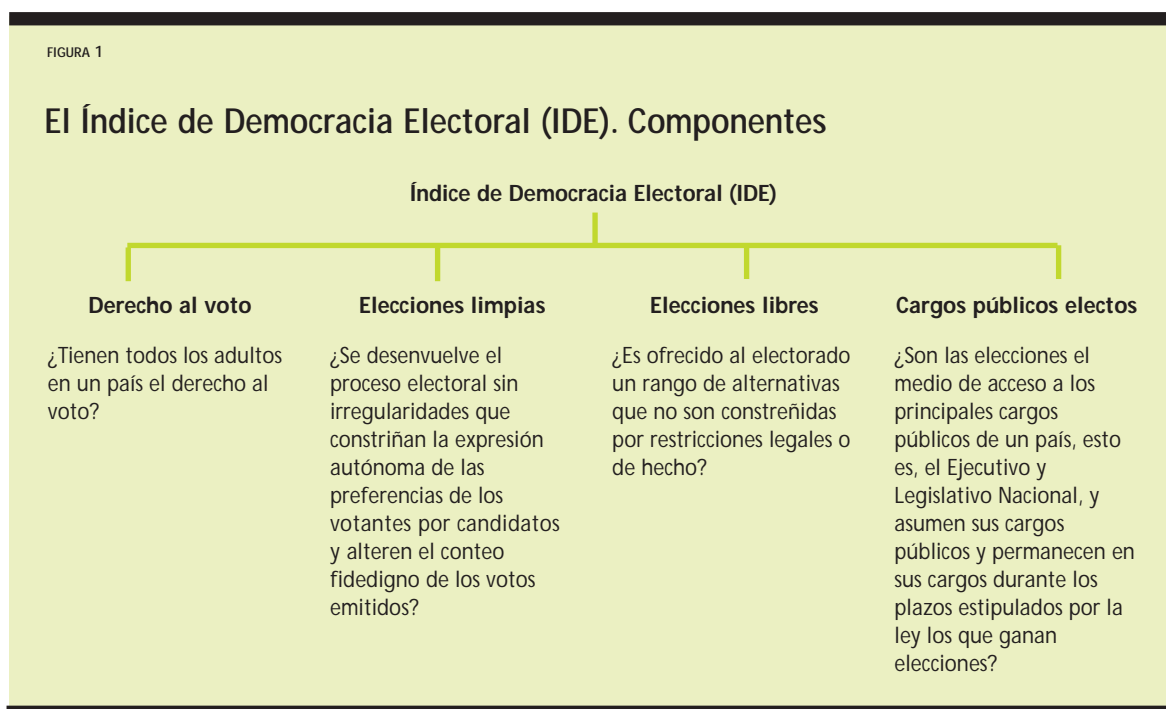 FIGURA 1
El Índice de Democracia Electoral (IDE). Componentes
Índice de Democracia Electoral (IDE)
Derecho al voto
¿Tienen todos los adultos
en un país el derecho al
voto?
Elecciones limpias
¿Se desenvuelve el
proceso electoral sin
irregularidades que
constriñan la expresión
autónoma de las
preferencias de los
votantes por candidatos
y alteren el conteo
fidedigno de los votos
emitidos?
Elecciones libres
¿Es ofrecido al electorado
un rango de alternativas
que no son constreñidas
por restricciones legales o
de hecho?
Cargos públicos electos
¿Son las elecciones el
medio de acceso a los
principales cargos
públicos de un país, esto
es, el Ejecutivo y
Legislativo Nacional, y
asumen sus cargos
públicos y permanecen en
sus cargos durante los
plazos estipulados por la
ley los que ganan
elecciones?